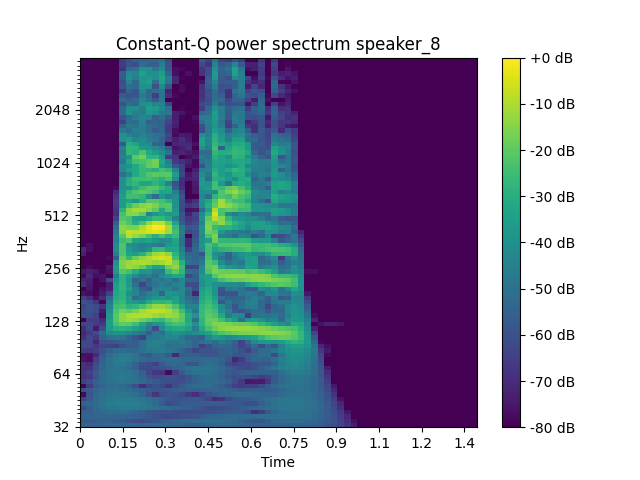 Constant-Q power spectrum speaker_8
Hz
2048
1024
512
256
128
64
32
0 0.15 0.3 0.45 0.6 0.75 0.9 1.1 1.2 1.4
Time
+0 dB
-10 dB
-20 dB
-30 dB
-40 dB
-50 dB
-60 dB
-70 dB
-80 dB